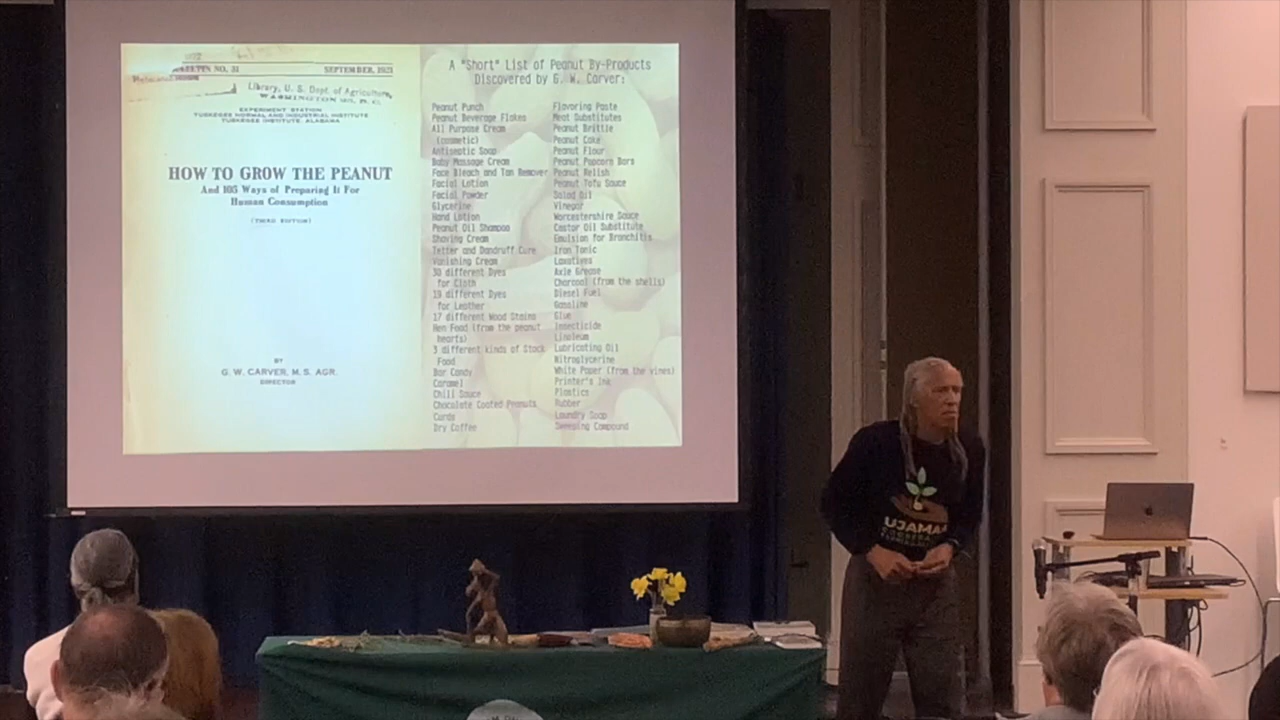 BULLETIN NO. 31
SEPTEMBER, 1921
Library, U. S. Dept. of Agriculture,
WASHINGTON
EXPERIMENT STATION
TUSKEGEE NORMAL AND INDUSTRIAL INSTITUTE
TUSKEGEE INSTITUTE, ALABAMA
HOW TO GROW THE PEANUT
And 105 Ways of Preparing It For
Human Consumption
(THIRD EDITION)
BY
G. W. CARVER, M. S. AGR.
DIRECTOR
A "Short" List of Peanut By-Products
Discovered by G. W. Carver:
Peanut Punch
Peanut Beverage Flakes
All Purpose Cream
(cosmetic)
Antiseptic Soap
Baby Massage Cream
Face Bleach and Tan Remover
Facial Lotion
Facial Powder
Glycerine
Hand Lotion
Peanut Oil Shampoo
Shaving Cream
Tetter and Dandruff Cure
Vanishing Cream
30 different Dyes
for Cloth
19 different Dyes
for Leather
17 different Wood Stains
Hen Food (from the peanut
hearts)
3 different kinds of Stock
Food
Bar Candy
Caramel
Chili Sauce
Chocolate Coated Peanuts
Curds
Dry Coffee
Flavoring Paste
Meat Substitutes
Peanut Brittle
Peanut Cake
Peanut Flour
Peanut Popcorn Bars
Peanut Relish
Peanut Tofu Sauce
Salad Oil
Vinegar
Worcestershire Sauce
Castor Oil Substitute
Emulsion for Bronchitis
Iron Tonic
Laxatives
Axle Grease
Charcoal (from the shells)
Diesel Fuel
Gasoline
Glue
Insecticide
Linoleum
Lubricating Oil
Nitroglycerine
White Paper (from the vines)
Printer's Ink
Plastics
Rubber
Laundry Soap
Sweeping Compound
UJAMAA